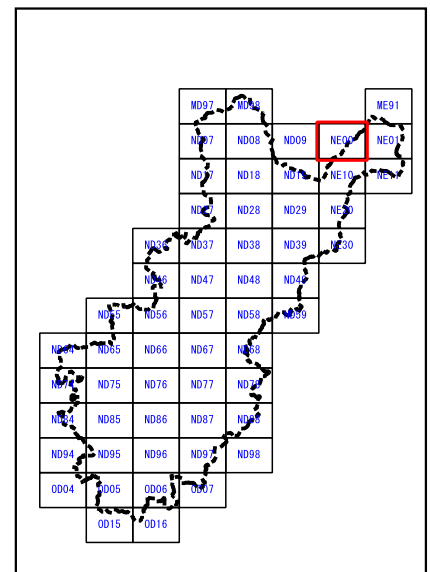 MD97 MD98 ME91
ND07 ND08 ND09 NE00 NE01
ND17 ND18 ND19 NE10 NE11
ND27 ND28 ND29 NE20
ND36 ND37 ND38 ND39 NE30
ND46 ND47 ND48 ND49
ND55 ND56 ND57 ND58 ND59
ND64 ND65 ND66 ND67 ND68
ND74 ND75 ND76 ND77 ND78
ND84 ND85 ND86 ND87 ND88
ND94 ND95 ND96 ND97 ND98
OD04 OD05 OD06 OD07
OD15 OD16